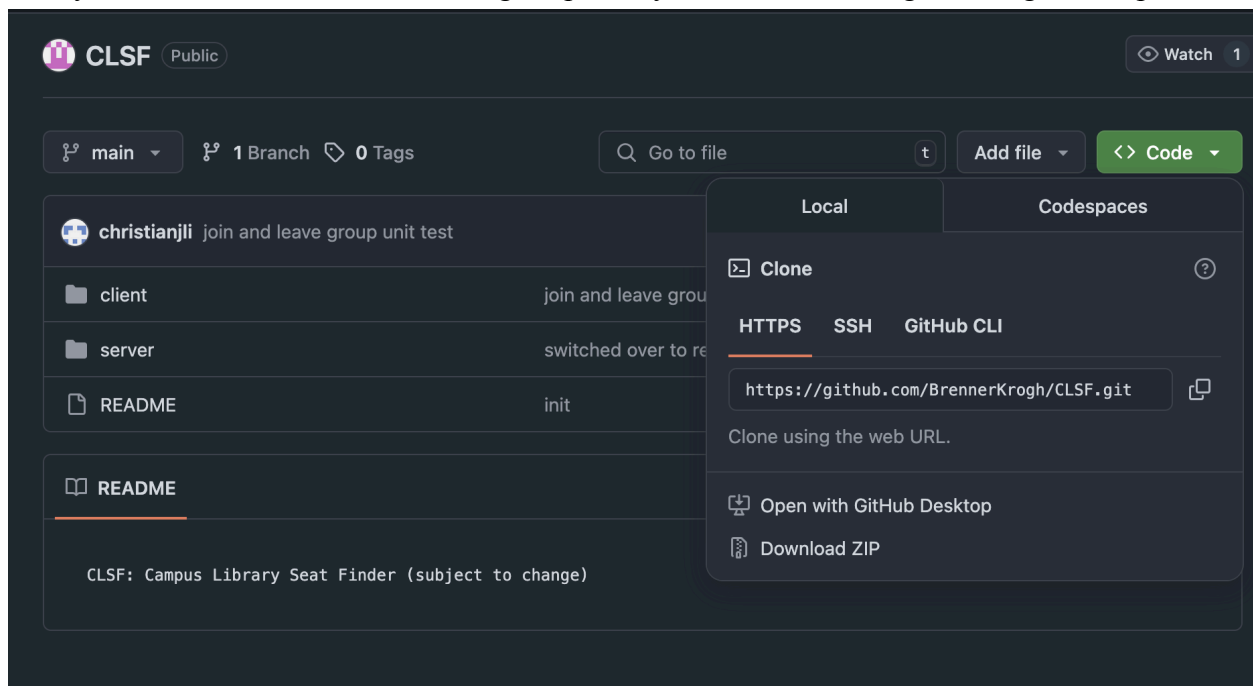 CLSF Public
Watch 1
main 1 Branch 0 Tags
Go to file t
Add file
Code
Local Codespaces
christianjli join and leave group unit test
Clone
client join and leave grou
HTTPS SSH GitHub CLI
server switched over to re
https://github.com/BrennerKrogh/CLSF.git
README init
Clone using the web URL.
README
Open with GitHub Desktop
Download ZIP
CLSF: Campus Library Seat Finder (subject to change)